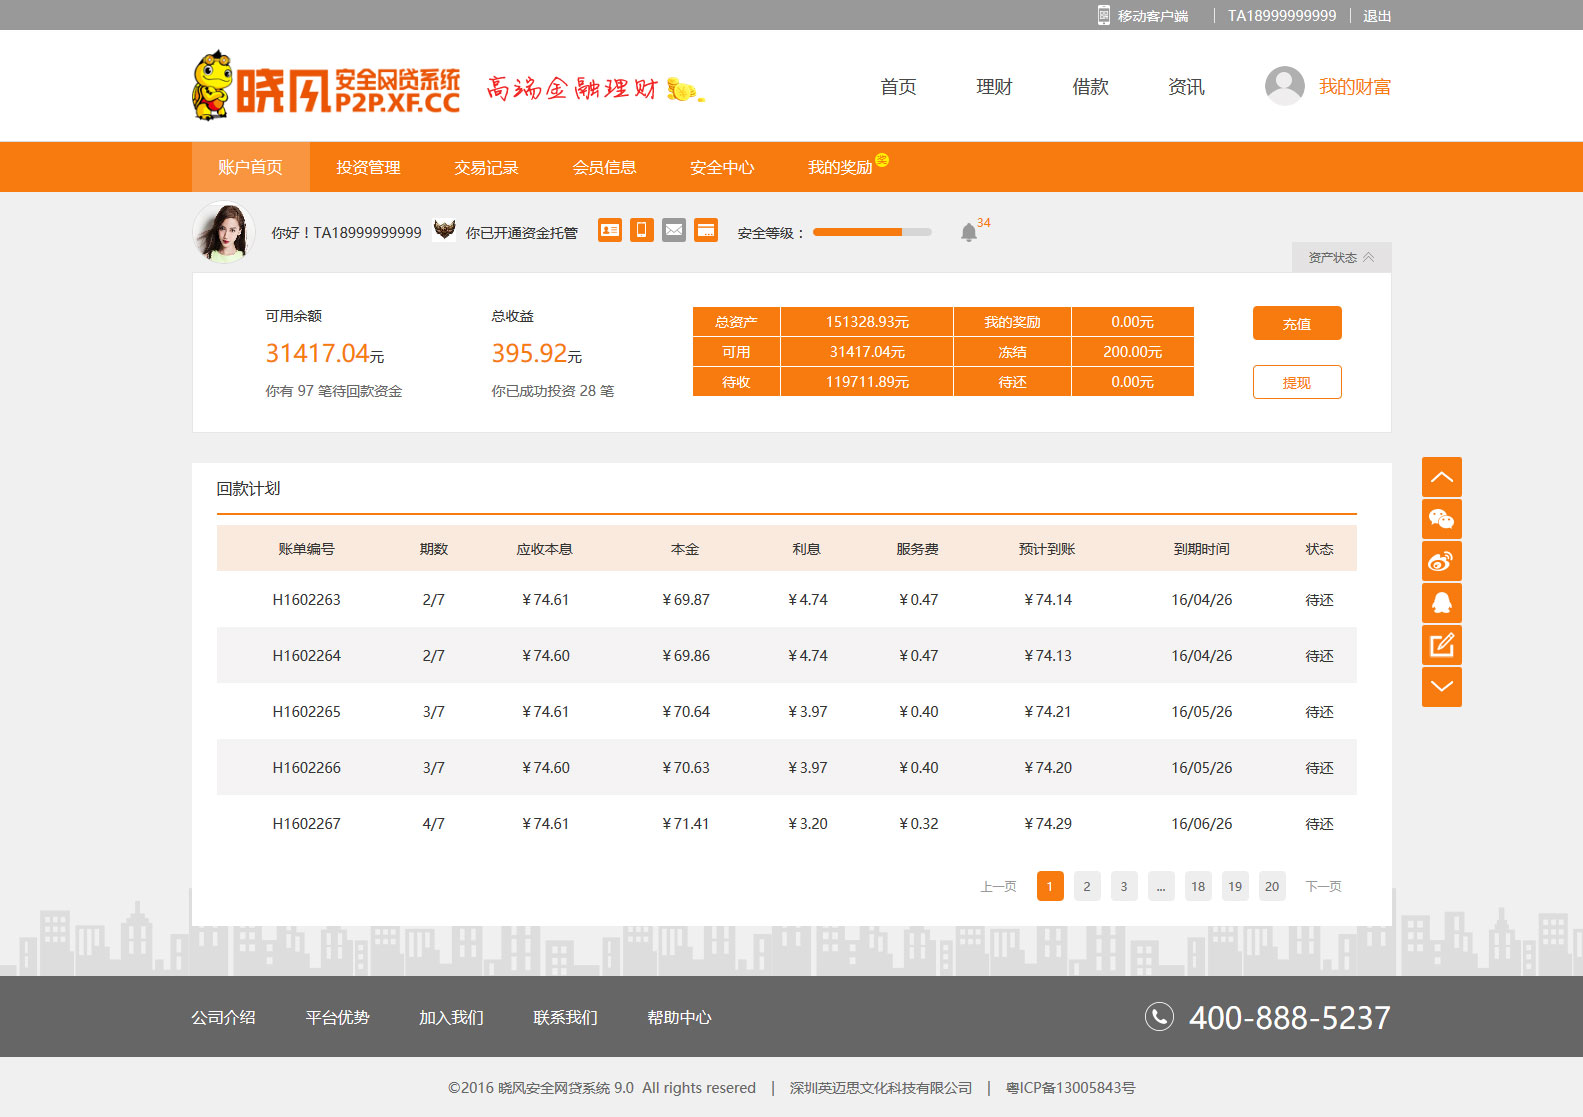 移动客户端 | TA18999999999 | 退出
晓风安全网贷系统
P2P.XF.CC
高端金融理财
首页 理财 借款 资讯 我的财富
账户首页 投资管理 交易记录 会员信息 安全中心 我的奖励 奖
你好！TA18999999999 你已开通资金托管 安全等级： 34
资产状态
可用余额 总收益
31417.04元 395.92元
你有 97 笔待回款资金 你已成功投资 28 笔
总资产 151328.93元 我的奖励 0.00元
可用 31417.04元 冻结 200.00元
待收 119711.89元 待还 0.00元
充值
提现
回款计划
账单编号 期数 应收本息 本金 利息 服务费 预计到账 到期时间 状态
H1602263 2/7 ￥74.61 ￥69.87 ￥4.74 ￥0.47 ￥74.14 16/04/26 待还
H1602264 2/7 ￥74.60 ￥69.86 ￥4.74 ￥0.47 ￥74.13 16/04/26 待还
H1602265 3/7 ￥74.61 ￥70.64 ￥3.97 ￥0.40 ￥74.21 16/05/26 待还
H1602266 3/7 ￥74.60 ￥70.63 ￥3.97 ￥0.40 ￥74.20 16/05/26 待还
H1602267 4/7 ￥74.61 ￥71.41 ￥3.20 ￥0.32 ￥74.29 16/06/26 待还
上一页 1 2 3 ... 18 19 20 下一页
公司介绍 平台优势 加入我们 联系我们 帮助中心 400-888-5237
©2016 晓风安全网贷系统 9.0 All rights resered | 深圳英迈思文化科技有限公司 | 粤ICP备13005843号